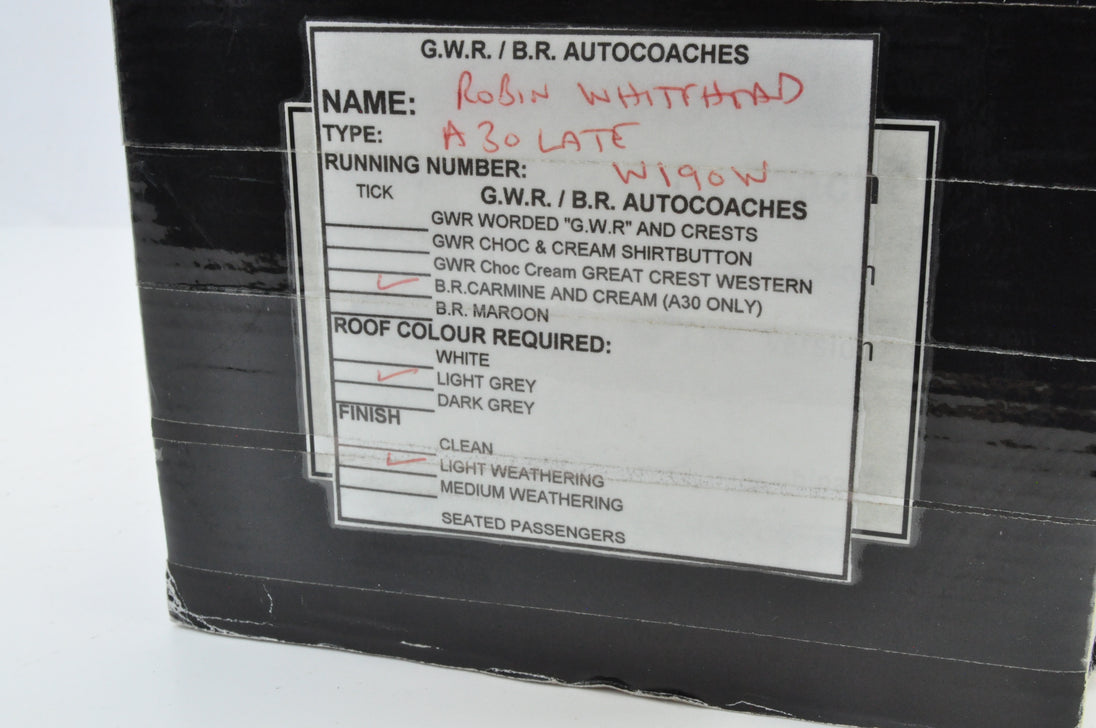 G.W.R. / B.R. AUTOCOACHES
NAME: ROBIN WHITEHEAD
TYPE: A30 LATE
RUNNING NUMBER: W190W
TICK G.W.R. / B.R. AUTOCOACHES
GWR WORDED "G.W.R" AND CRESTS
GWR CHOC & CREAM SHIRTBUTTON
GWR Choc Cream GREAT CREST WESTERN
B.R.CARMINE AND CREAM (A30 ONLY)
B.R. MAROON
ROOF COLOUR REQUIRED:
WHITE
LIGHT GREY
DARK GREY
FINISH
CLEAN
LIGHT WEATHERING
MEDIUM WEATHERING
SEATED PASSENGERS